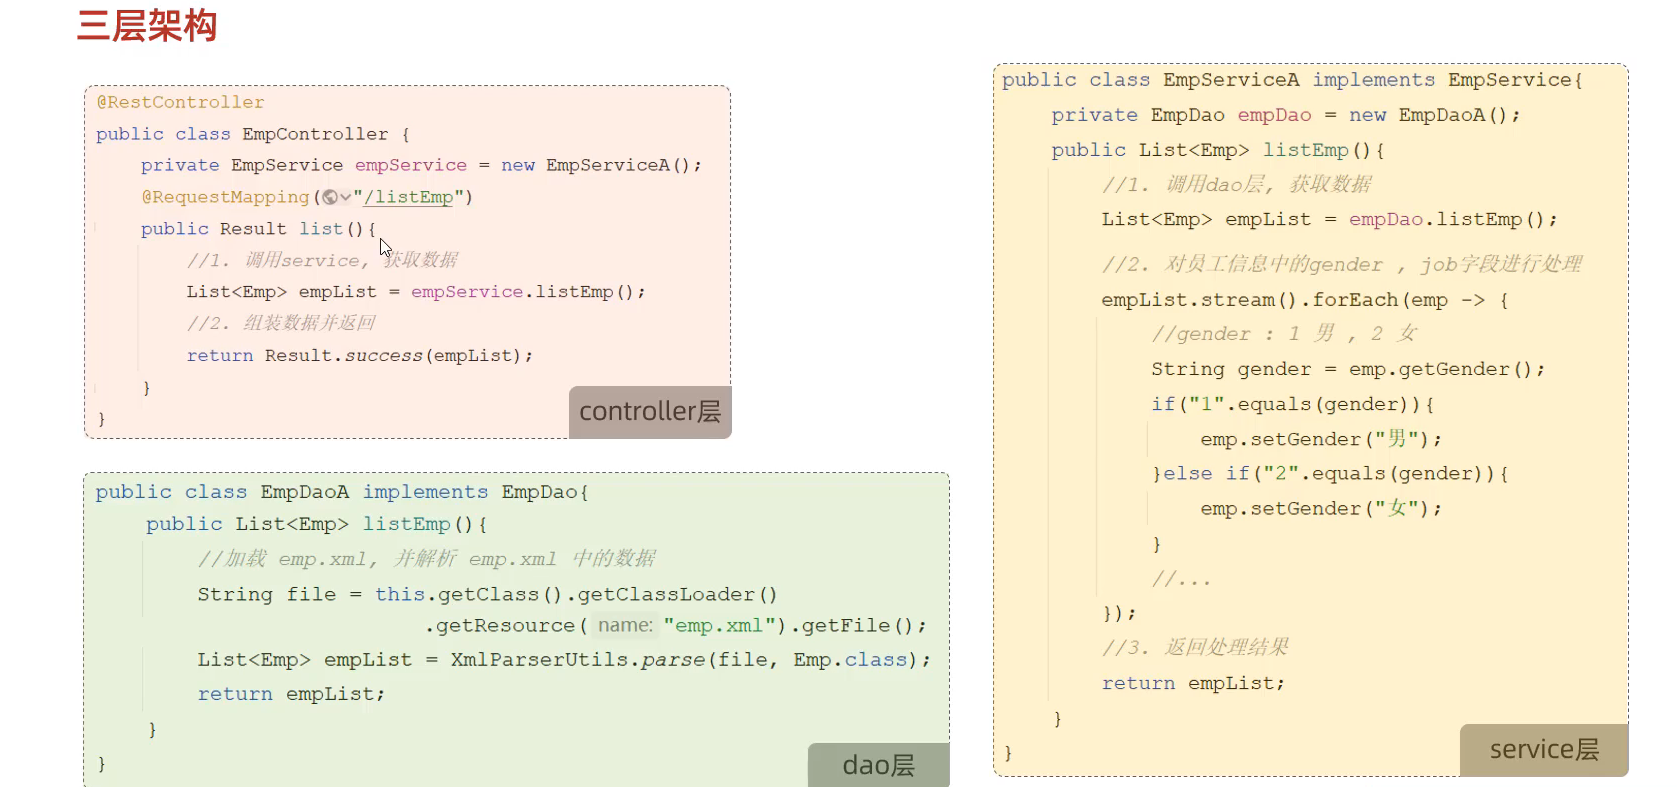 三层架构
@RestController
public class EmpController {
private EmpService empService = new EmpServiceA();
@RequestMapping("/listEmp")
public Result list(){
//1. 调用service, 获取数据
List<Emp> empList = empService.listEmp();
//2. 组装数据并返回
return Result.success(empList);
}
}
controller层
public class EmpDaoA implements EmpDao{
public List<Emp> listEmp(){
//加载 emp.xml, 并解析 emp.xml 中的数据
String file = this.getClass().getClassLoader()
.getResource( name: "emp.xml").getFile();
List<Emp> empList = XmlParserUtils.parse(file, Emp.class);
return empList;
}
}
dao层
public class EmpServiceA implements EmpService{
private EmpDao empDao = new EmpDaoA();
public List<Emp> listEmp(){
//1. 调用dao层, 获取数据
List<Emp> empList = empDao.listEmp();
//2. 对员工信息中的gender , job字段进行处理
empList.stream().forEach(emp -> {
//gender : 1 男 , 2 女
String gender = emp.getGender();
if("1".equals(gender)){
emp.setGender("男");
}else if("2".equals(gender)){
emp.setGender("女");
}
//...
});
//3. 返回处理结果
return empList;
}
}
service层